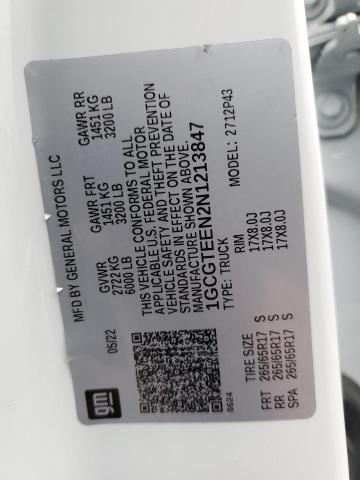 MFD BY GENERAL MOTORS LLC
05/22
GVWR GAWR FRT GAWR RR
2722 KG 1451 KG 1451 KG
6000 LB 3200 LB 3200 LB
THIS VEHICLE CONFORMS TO ALL
APPLICABLE U.S. FEDERAL MOTOR
VEHICLE SAFETY AND THEFT PREVENTION
STANDARDS IN EFFECT ON THE DATE OF
MANUFACTURE SHOWN ABOVE.
1GCGTEEN2N1213847
TYPE: TRUCK MODEL: 2712P43
gm
8624
TIRE SIZE RIM
FRT 265/65R17 S 17X8.0J
RR 265/65R17 S 17X8.0J
SPA 265/65R17 S 17X8.0J